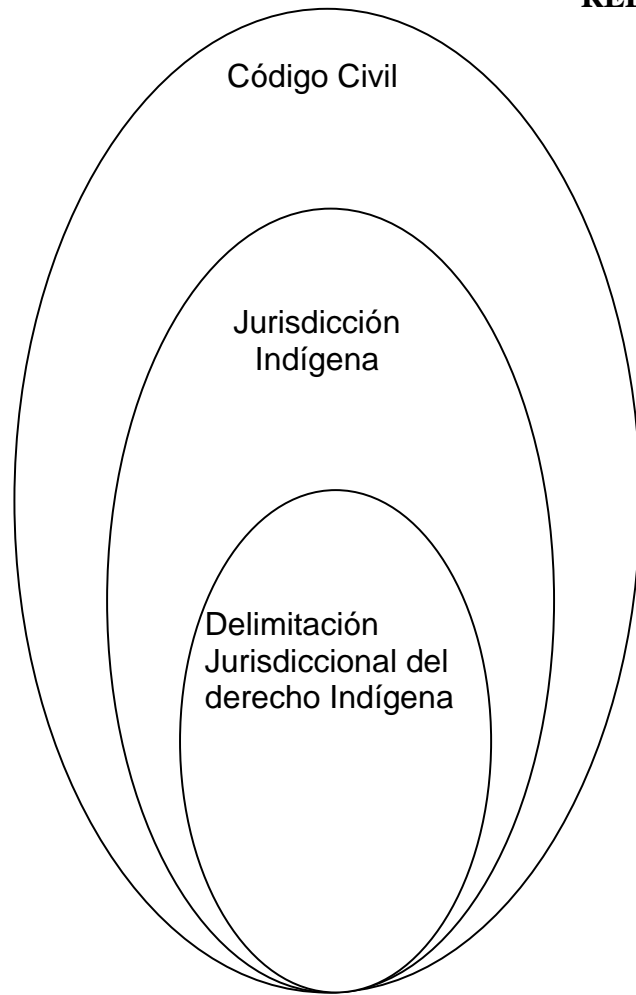 Código Civil
Jurisdicción
Indígena
Delimitación
Jurisdiccional del
derecho Indígena